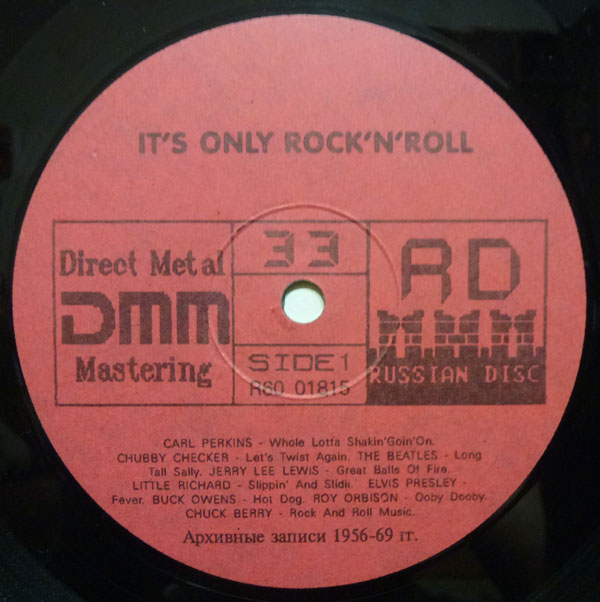 IT'S ONLY ROCK'N'ROLL
Direct Metal
DMM
Mastering
33
SIDE 1
R60 01815
RD
RUSSIAN DISC
CARL PERKINS - Whole Lotta Shakin'Goin'On.
CHUBBY CHECKER - Let's Twist Again. THE BEATLES - Long
Tall Sally. JERRY LEE LEWIS - Great Balls Of Fire.
LITTLE RICHARD - Slippin' And Slidii. ELVIS PRESLEY -
Fever. BUCK OWENS - Hot Dog. ROY ORBISON - Ooby Dooby.
CHUCK BERRY - Rock And Roll Music.
Архивные записи 1956-69 гг.